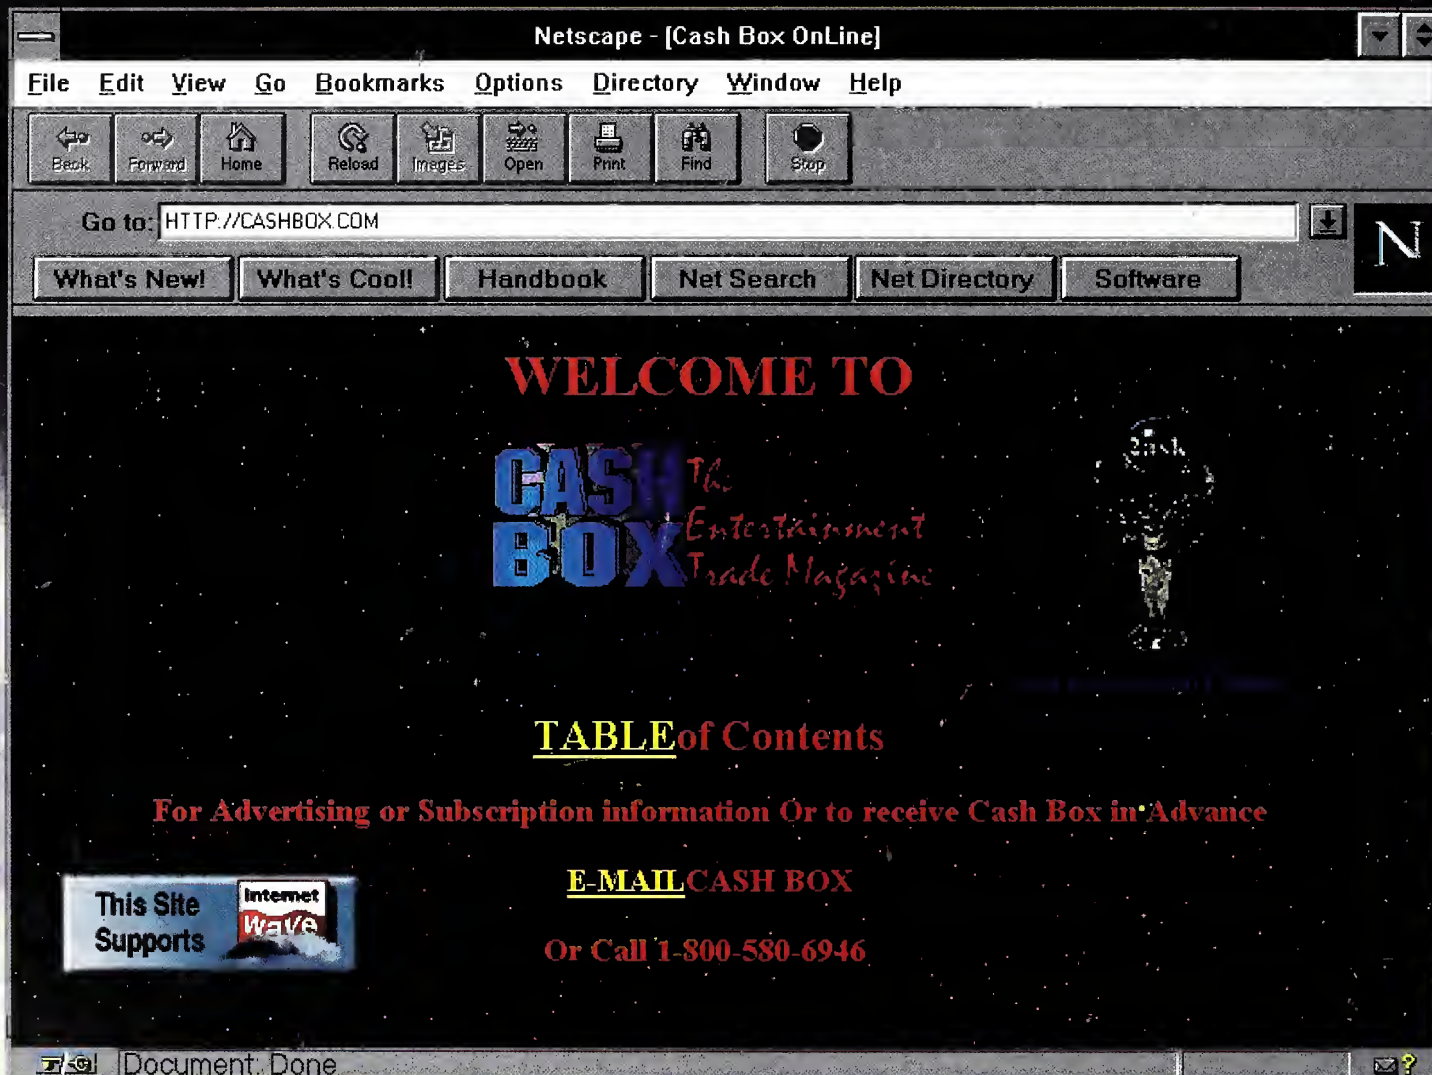 Netscape - [Cash Box OnLine]
File Edit View Go Bookmarks Options Directory Window Help
Back Forward Home Reload Images Open Print Find Stop
Go to: HTTP://CASHBOX.COM
N
What's New! What's Cool! Handbook Net Search Net Directory Software
WELCOME TO
CASH BOX
The
Entertainment
Trade Magazine
Cash
TABLE of Contents
For Advertising or Subscription information Or to receive Cash Box in Advance
E-MAIL CASH BOX
Or Call 1-800-580-6946
This Site
Supports
Internet
wave
Document: Done